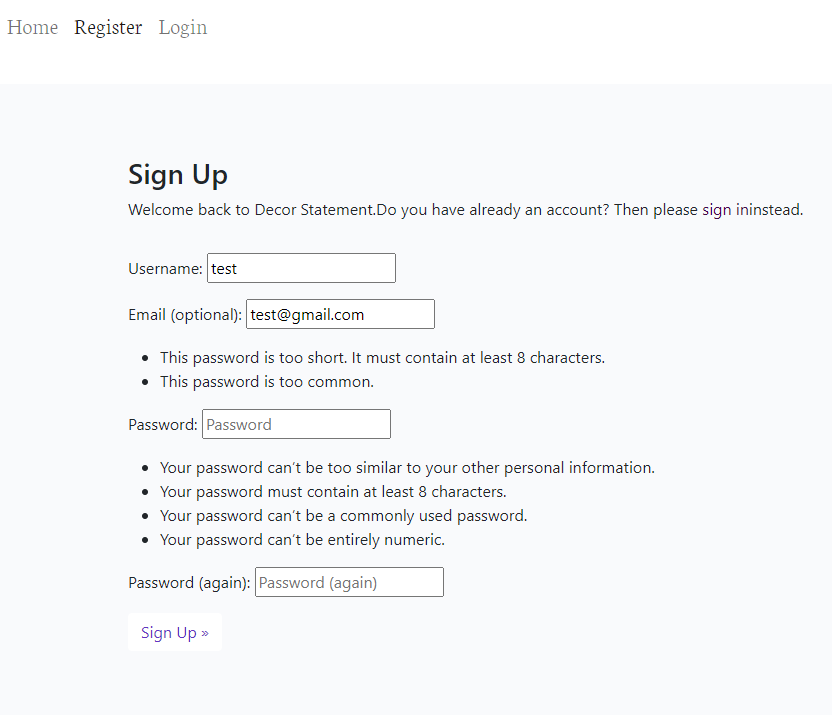 Home Register Login
Sign Up
Welcome back to Decor Statement.Do you have already an account? Then please sign ininstead.
Username: test
Email (optional): test@gmail.com
This password is too short. It must contain at least 8 characters.
This password is too common.
Password: Password
Your password can’t be too similar to your other personal information.
Your password must contain at least 8 characters.
Your password can’t be a commonly used password.
Your password can’t be entirely numeric.
Password (again): Password (again)
Sign Up »